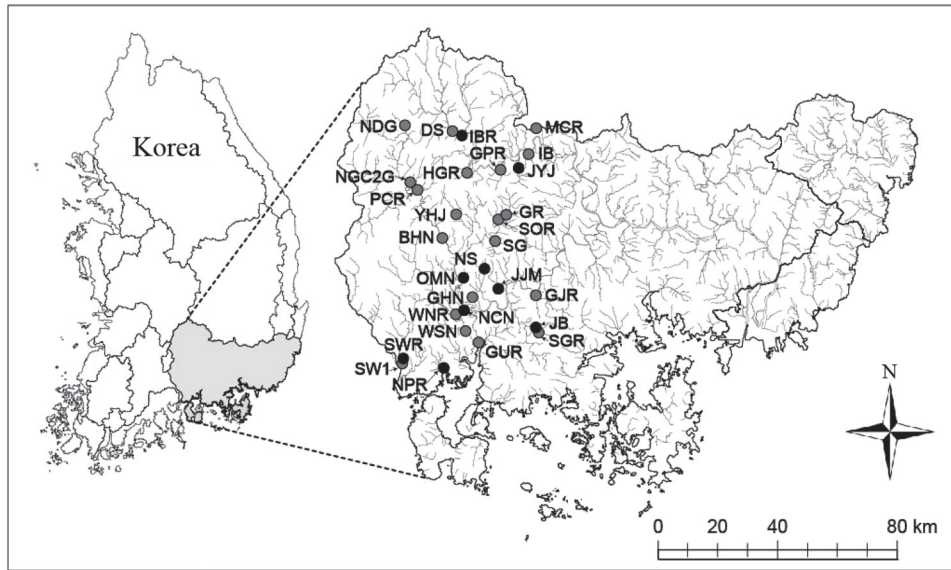 Korea
NDG
DS
IBR
MCR
GPR
IB
JYJ
NGC2G
HGR
PCR
YHJ
GR
SOR
BHN
SG
NS
OMN
JJM
GHN
GJR
WNR
NCN
JB
WSN
SGR
SWR
GUR
SW1
NPR
N
0 20 40 80 km